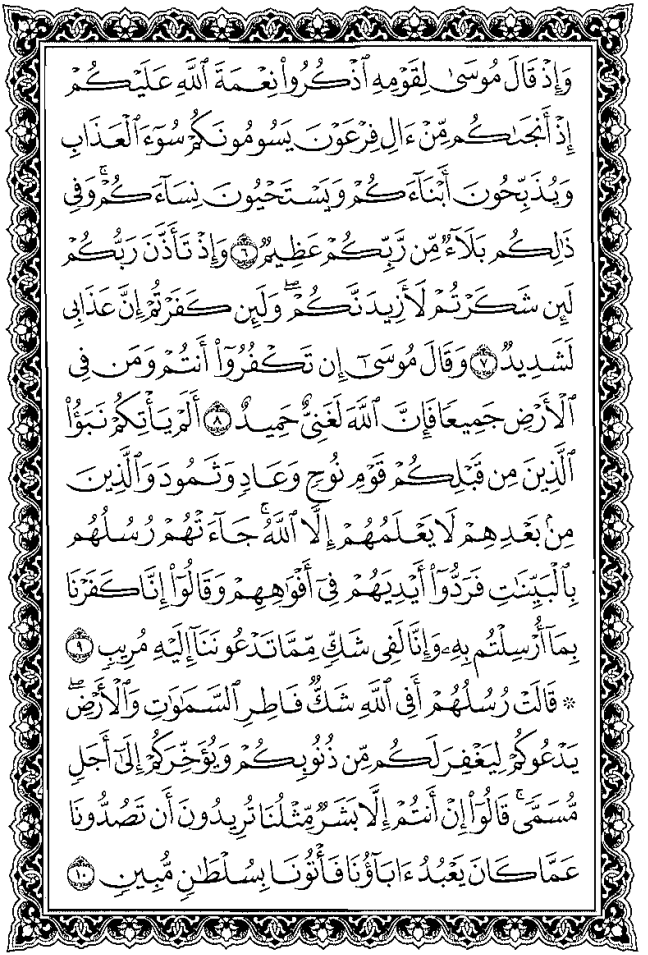 وَإِذْ قَالَ مُوسَىٰ لِقَوْمِهِ ٱذْكُرُوا۟ نِعْمَةَ ٱللَّهِ عَلَيْكُمْ
إِذْ أَنجَىٰكُم مِّنْ ءَالِ فِرْعَوْنَ يَسُومُونَكُمْ سُوٓءَ ٱلْعَذَابِ
وَيُذَبِّحُونَ أَبْنَآءَكُمْ وَيَسْتَحْيُونَ نِسَآءَكُمْ ۚ وَفِى
ذَٰلِكُم بَلَآءٌ مِّن رَّبِّكُمْ عَظِيمٌ ٦ وَإِذْ تَأَذَّنَ رَبُّكُمْ
لَئِن شَكَرْتُمْ لَأَزِيدَنَّكُمْ ۖ وَلَئِن كَفَرْتُمْ إِنَّ عَذَابِى
لَشَدِيدٌ ٧ وَقَالَ مُوسَىٰٓ إِن تَكْفُرُوٓا۟ أَنتُمْ وَمَن فِى
ٱلْأَرْضِ جَمِيعًا فَإِنَّ ٱللَّهَ لَغَنِىٌّ حَمِيدٌ ٨ أَلَمْ يَأْتِكُمْ نَبَؤُا۟
ٱلَّذِينَ مِن قَبْلِكُمْ قَوْمِ نُوحٍ وَعَادٍ وَثَمُودَ وَٱلَّذِينَ
مِنۢ بَعْدِهِمْ لَا يَعْلَمُهُمْ إِلَّا ٱللَّهُ ۚ جَآءَتْهُمْ رُسُلُهُم
بِٱلْبَيِّنَٰتِ فَرَدُّوٓا۟ أَيْدِيَهُمْ فِىٓ أَفْوَٰهِهِمْ وَقَالُوٓا۟ إِنَّا كَفَرْنَا
بِمَآ أُرْسِلْتُم بِهِۦ وَإِنَّا لَفِى شَكٍّ مِّمَّا تَدْعُونَنَآ إِلَيْهِ مُرِيبٍ ٩
۞ قَالَتْ رُسُلُهُمْ أَفِى ٱللَّهِ شَكٌّ فَاطِرِ ٱلسَّمَٰوَٰتِ وَٱلْأَرْضِ ۖ
يَدْعُوكُمْ لِيَغْفِرَ لَكُم مِّن ذُنُوبِكُمْ وَيُؤَخِّرَكُمْ إِلَىٰٓ أَجَلٍ
مُّسَمًّى ۚ قَالُوٓا۟ إِنْ أَنتُمْ إِلَّا بَشَرٌ مِّثْلُنَا تُرِيدُونَ أَن تَصُدُّونَا
عَمَّا كَانَ يَعْبُدُ ءَابَآؤُنَا فَأْتُونَا بِسُلْطَٰنٍ مُّبِينٍ ١٠